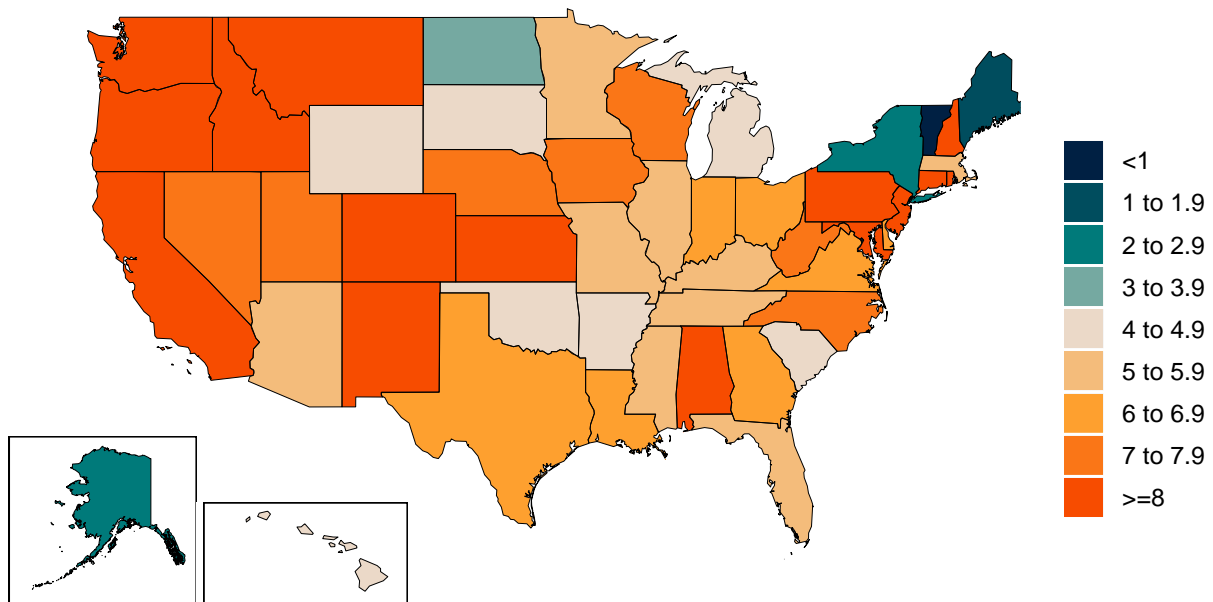 <1
1 to 1.9
2 to 2.9
3 to 3.9
4 to 4.9
5 to 5.9
6 to 6.9
7 to 7.9
>=8